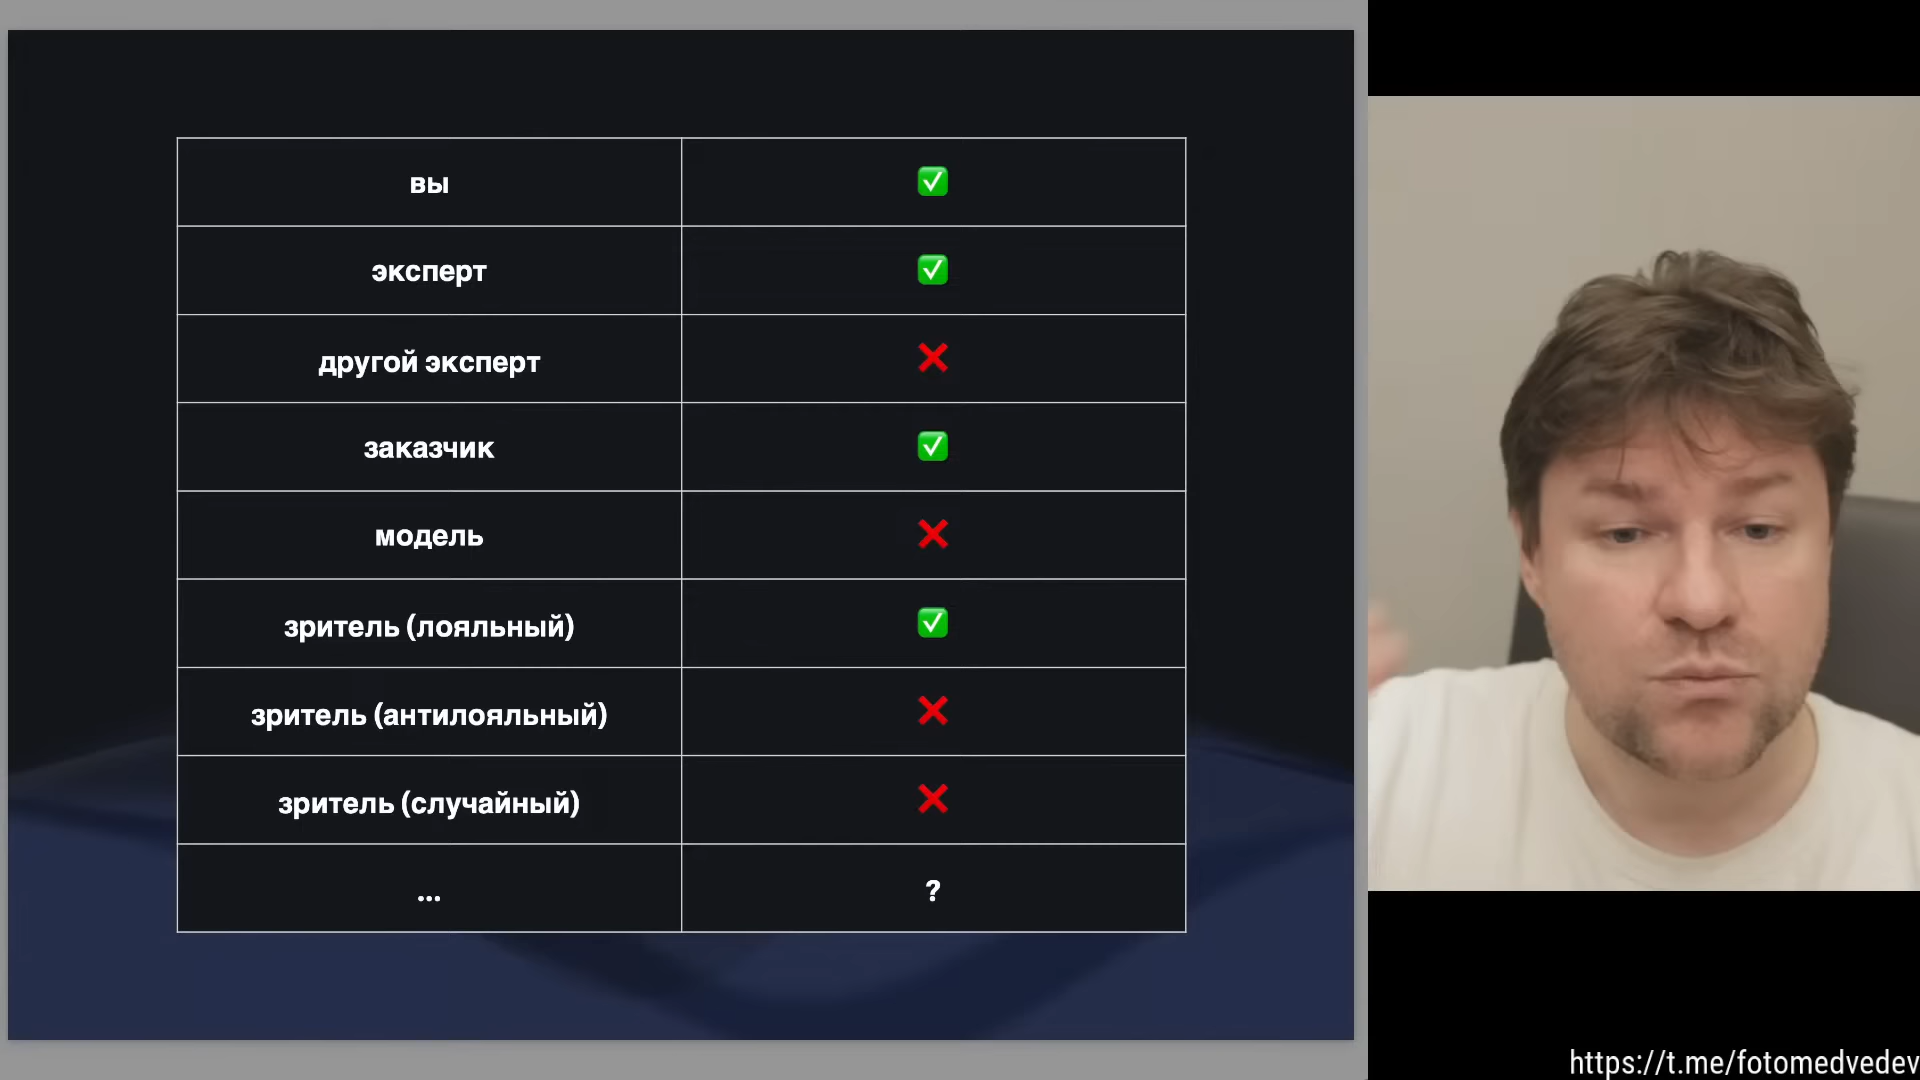 вы ✅
эксперт ✅
другой эксперт ❌
заказчик ✅
модель ❌
зритель (лояльный) ✅
зритель (антилояльный) ❌
зритель (случайный) ❌
... ?
https://t.me/fotomedvedev